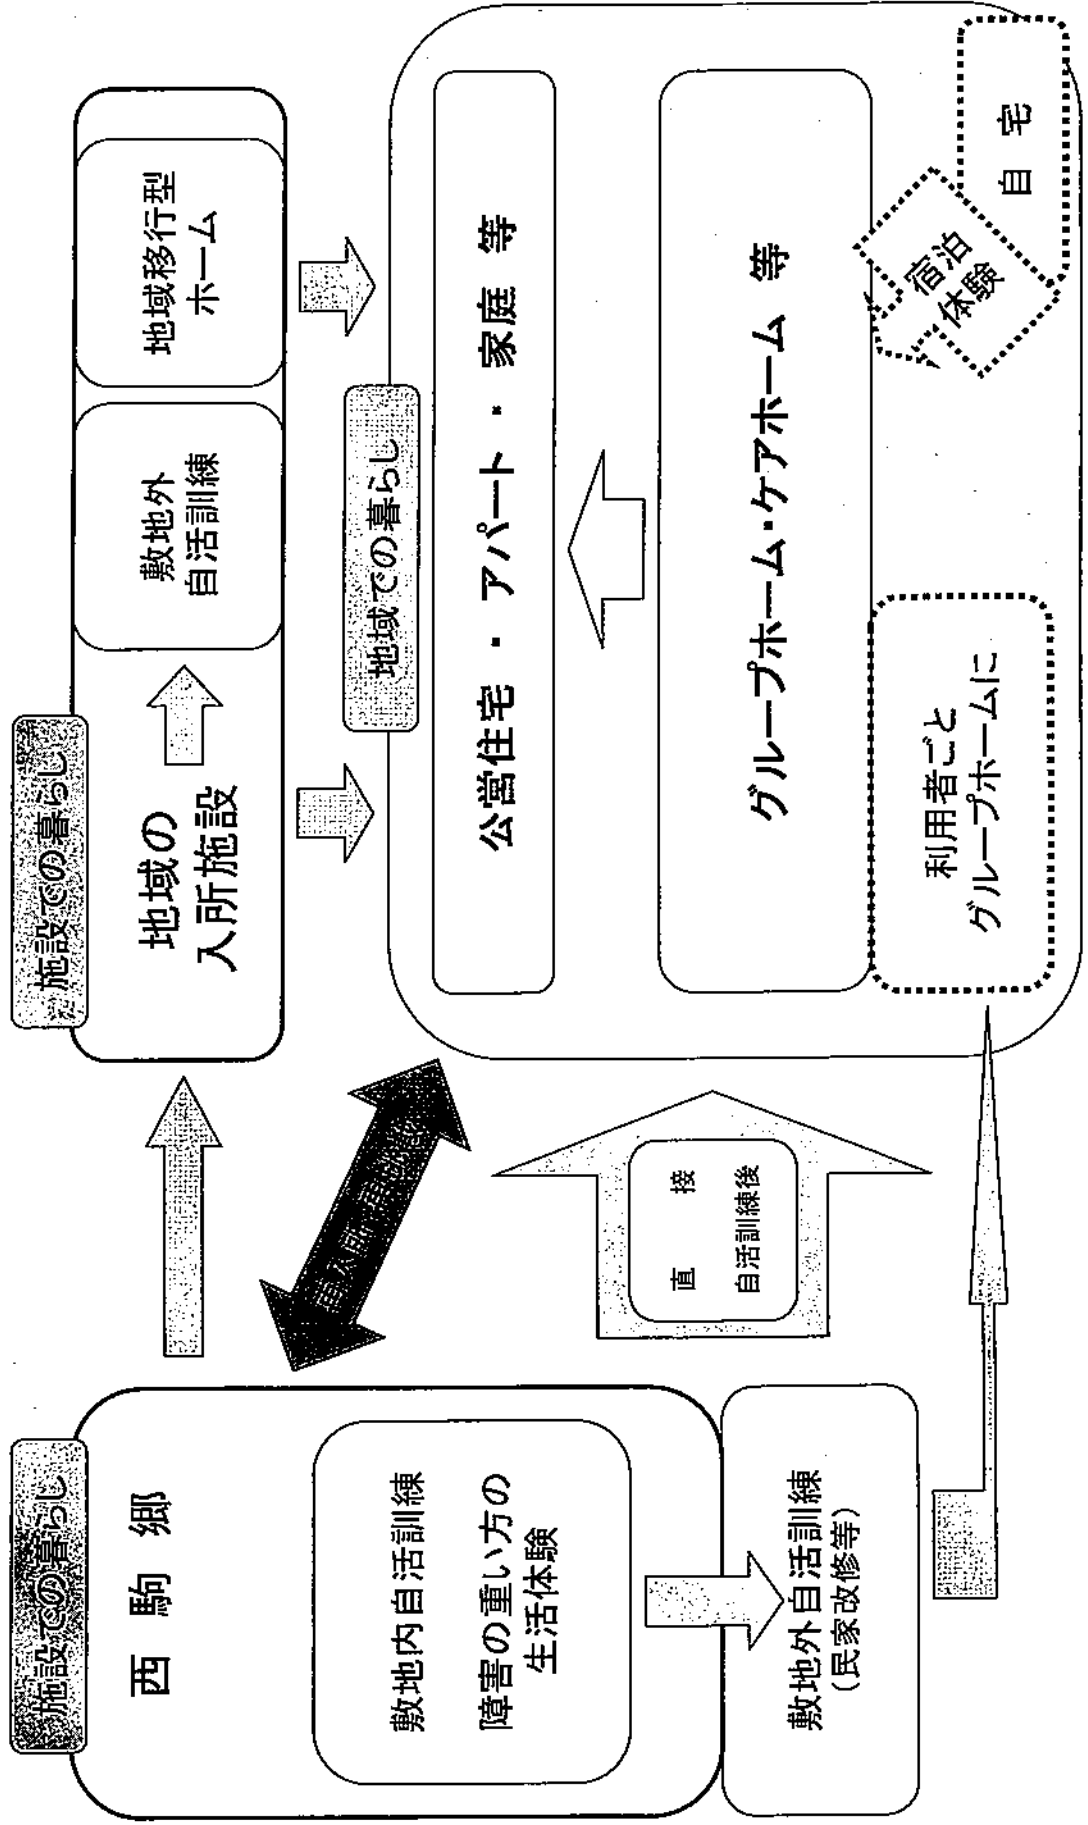 施設での暮らし
西駒郷
敷地内自活訓練
障害の重い方の
生活体験
敷地外自活訓練
(民家改修等)
直接
自活訓練後
施設での暮らし
地域の
入所施設
敷地外
自活訓練
地域移行型
ホーム
地域での暮らし
公営住宅・アパート・家庭 等
グループホーム・ケアホーム 等
利用者ごと
グループホームに
宿泊
体験
自宅